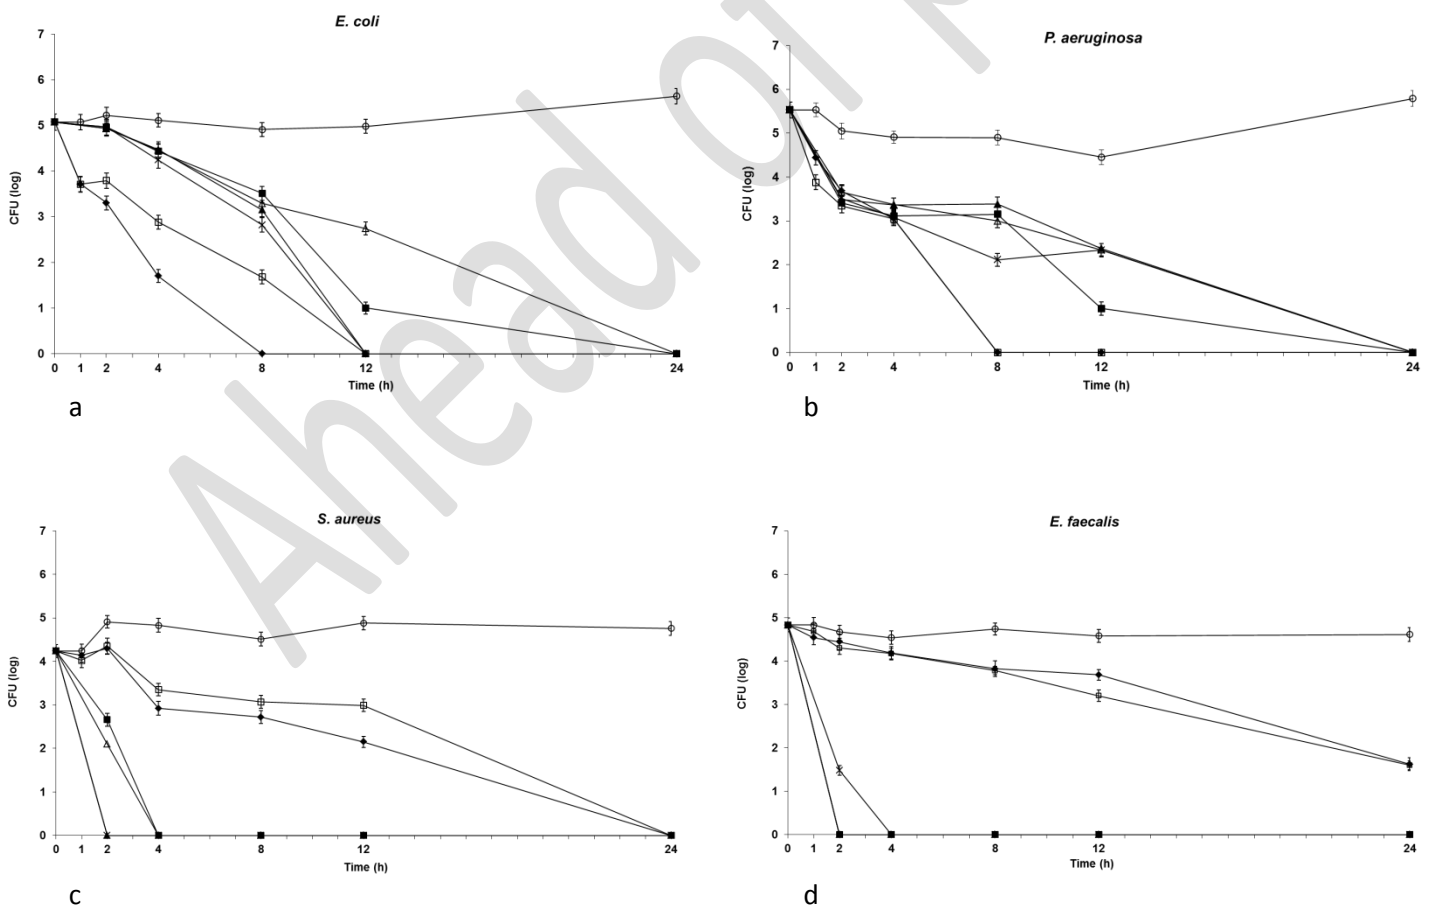 E. coli
7
6
5
4
3
2
1
0
CFU (log)
0 1 2 4 8 12 24
Time (h)
a
P. aeruginosa
7
6
5
4
3
2
1
0
CFU (log)
0 1 2 4 8 12 24
Time (h)
b
S. aureus
7
6
5
4
3
2
1
0
CFU (log)
0 1 2 4 8 12 24
Time (h)
c
E. faecalis
7
6
5
4
3
2
1
0
CFU (log)
0 1 2 4 8 12 24
Time (h)
d
Ahead of p